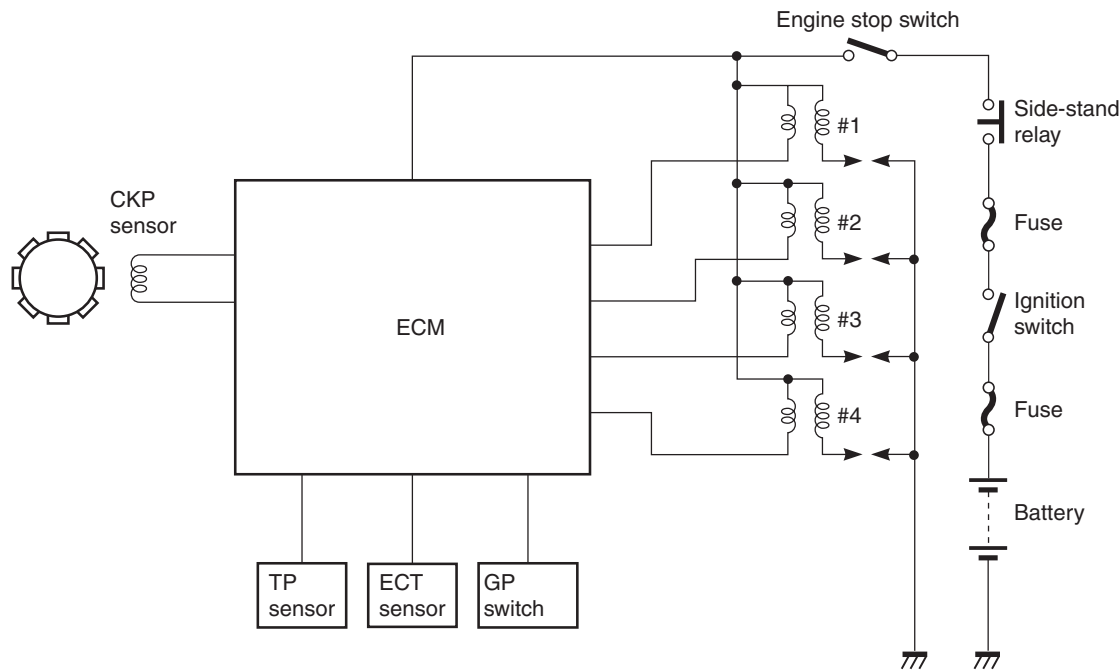 Engine stop switch
Side-stand
relay
#1
CKP
sensor
#2
Fuse
ECM
#3
Ignition
switch
#4
Fuse
Battery
TP
sensor
ECT
sensor
GP
switch